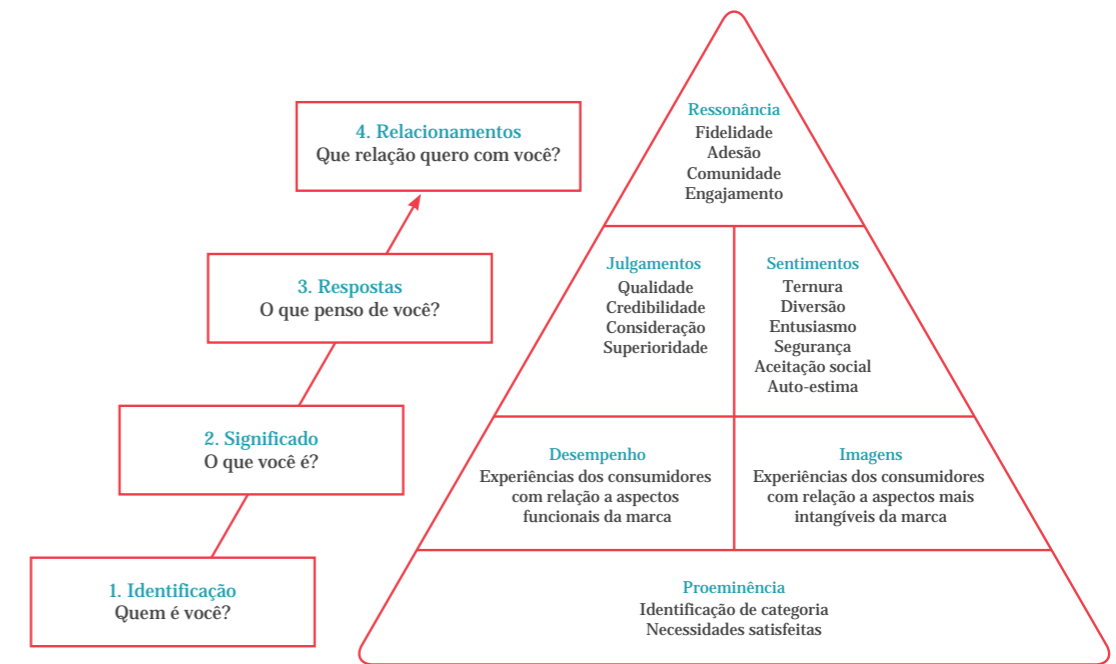 4. Relacionamentos
Que relação quero com você?
3. Respostas
O que penso de você?
2. Significado
O que você é?
1. Identificação
Quem é você?
Ressonância
Fidelidade
Adesão
Comunidade
Engajamento
Julgamentos
Qualidade
Credibilidade
Consideração
Superioridade
Sentimentos
Ternura
Diversão
Entusiasmo
Segurança
Aceitação social
Auto-estima
Desempenho
Experiências dos consumidores
com relação a aspectos
funcionais da marca
Imagens
Experiências dos consumidores
com relação a aspectos mais
intangíveis da marca
Proeminência
Identificação de categoria
Necessidades satisfeitas